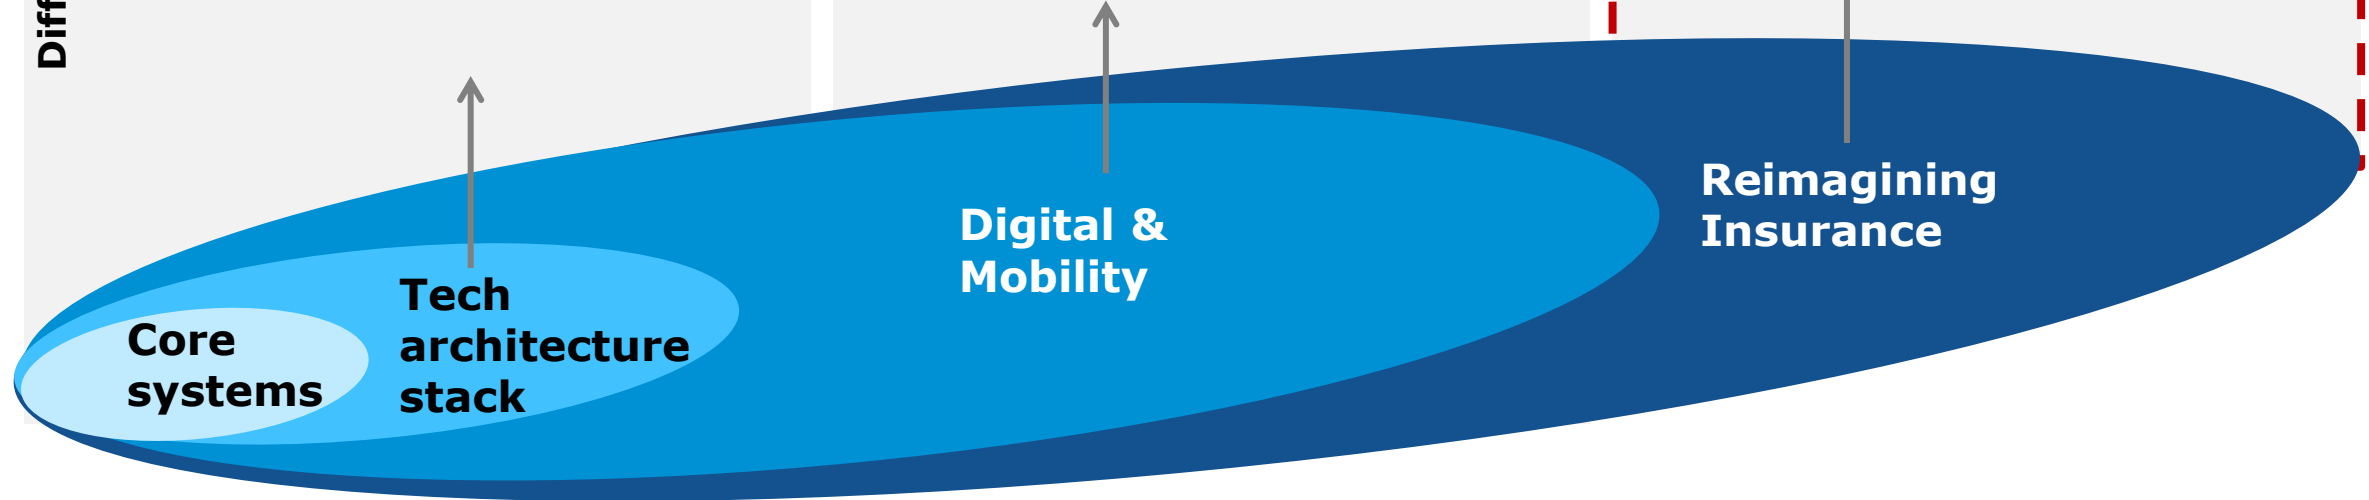 Core
systems
Tech
architecture
stack
Digital &
Mobility
Reimagining
Insurance